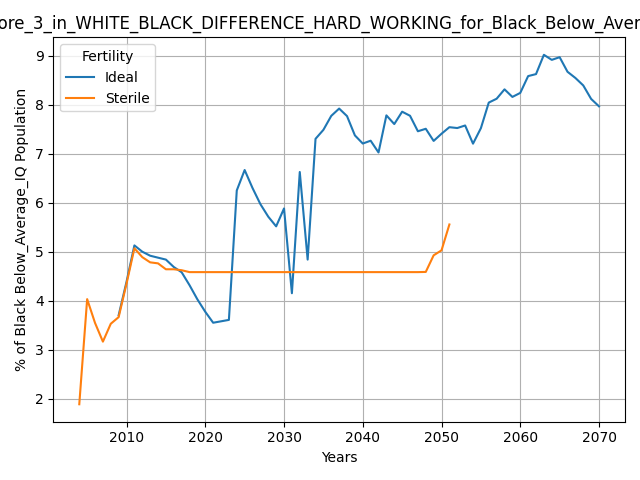 ore_3_in_WHITE_BLACK_DIFFERENCE_HARD_WORKING_for_Black_Below_Aver
Fertility
Ideal
Sterile
% of Black Below_Average_IQ Population
9
8
7
6
5
4
3
2
2010 2020 2030 2040 2050 2060 2070
Years